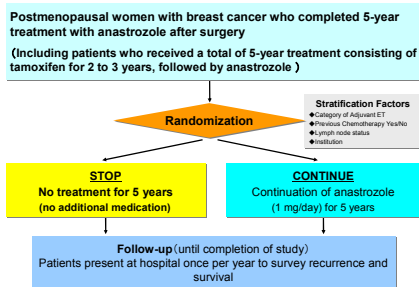 Postmenopausal women with breast cancer who completed 5-year
treatment with anastrozole after surgery
(Including patients who received a total of 5-year treatment consisting of
tamoxifen for 2 to 3 years, followed by anastrozole )
Stratification Factors
◆Category of Adjuvant ET
◆Previous Chemotherapy Yes/No
◆Lymph node status
◆Institution
Randomization
STOP
No treatment for 5 years
(no additional medication)
CONTINUE
Continuation of anastrozole
(1 mg/day) for 5 years
Follow-up(until completion of study)
Patients present at hospital once per year to survey recurrence and
survival